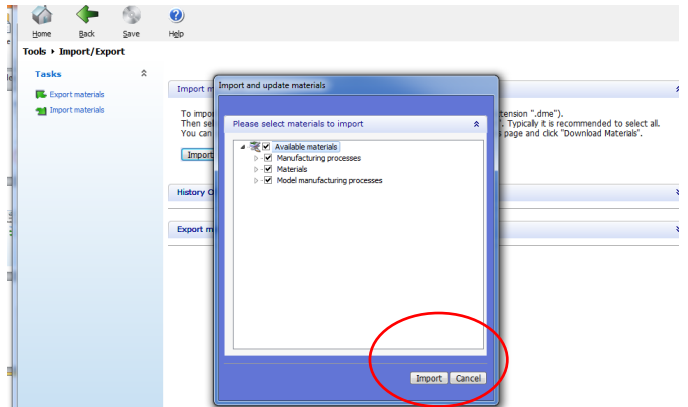 Home Back Save Help
Tools ▸ Import/Export
Tasks
Export materials
Import materials
Import m
To impo
Then sel
You can
Import
History O
Export m
Import and update materials
Please select materials to import
Available materials
Manufacturing processes
Materials
Model manufacturing processes
Import Cancel
tension ".dme").
". Typically it is recommended to select all.
s page and click "Download Materials".